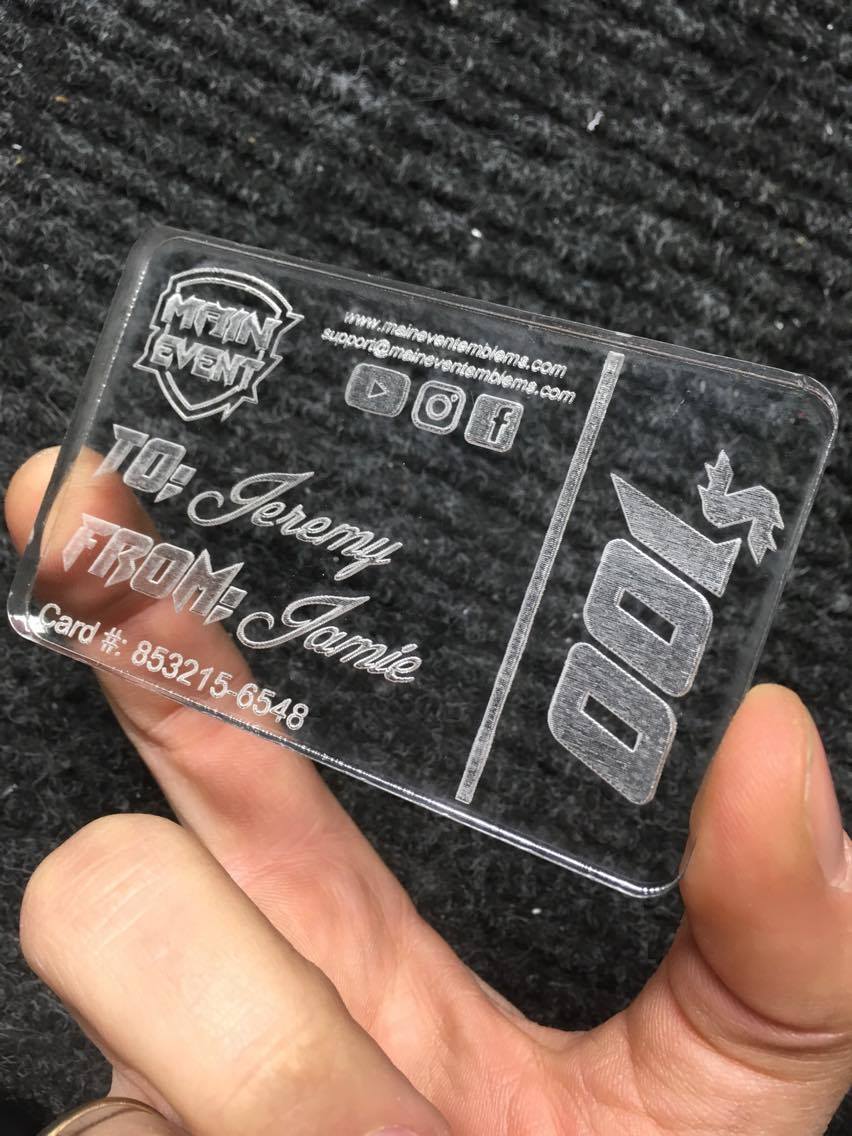 MAIN
EVENT
www.maineventemblems.com
support@maineventemblems.com
TO: Jeremy
FROM: Jamie
Card #: 853215-6548
$100